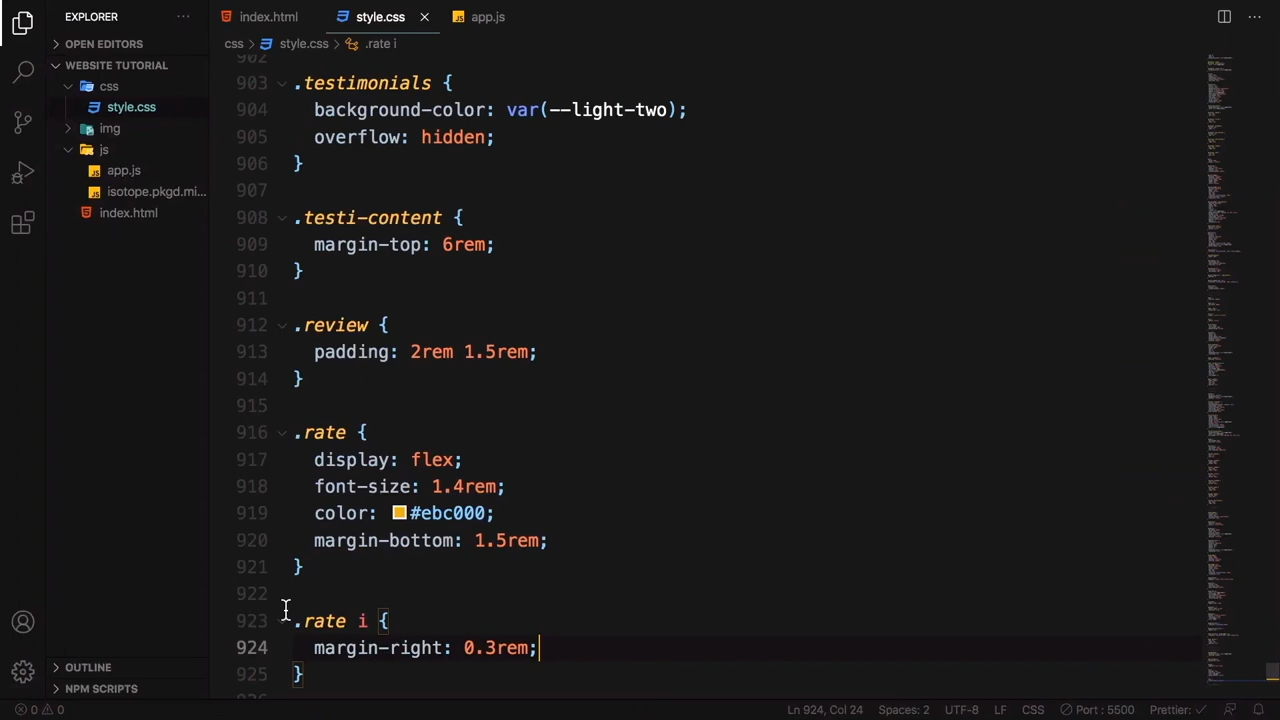 EXPLORER
index.html
style.css
app.js
OPEN EDITORS
css
style.css
.rate i
WEBSITE TUTORIAL
css
style.css
img
js
app.js
isotope.pkgd.mi...
index.html
902
903 .testimonials {
904 background-color: var(--light-two);
905 overflow: hidden;
906 }
907
908 .testi-content {
909 margin-top: 6rem;
910 }
911
912 .review {
913 padding: 2rem 1.5rem;
914 }
915
916 .rate {
917 display: flex;
918 font-size: 1.4rem;
919 color: #ebc000;
920 margin-bottom: 1.5rem;
921 }
922
923 .rate i {
924 margin-right: 0.3rem;
925 }
OUTLINE
NPM SCRIPTS
0 0
Ln 924, Col 24
Spaces: 2
UTF-8
LF
CSS
Port : 5500
Prettier: ✓